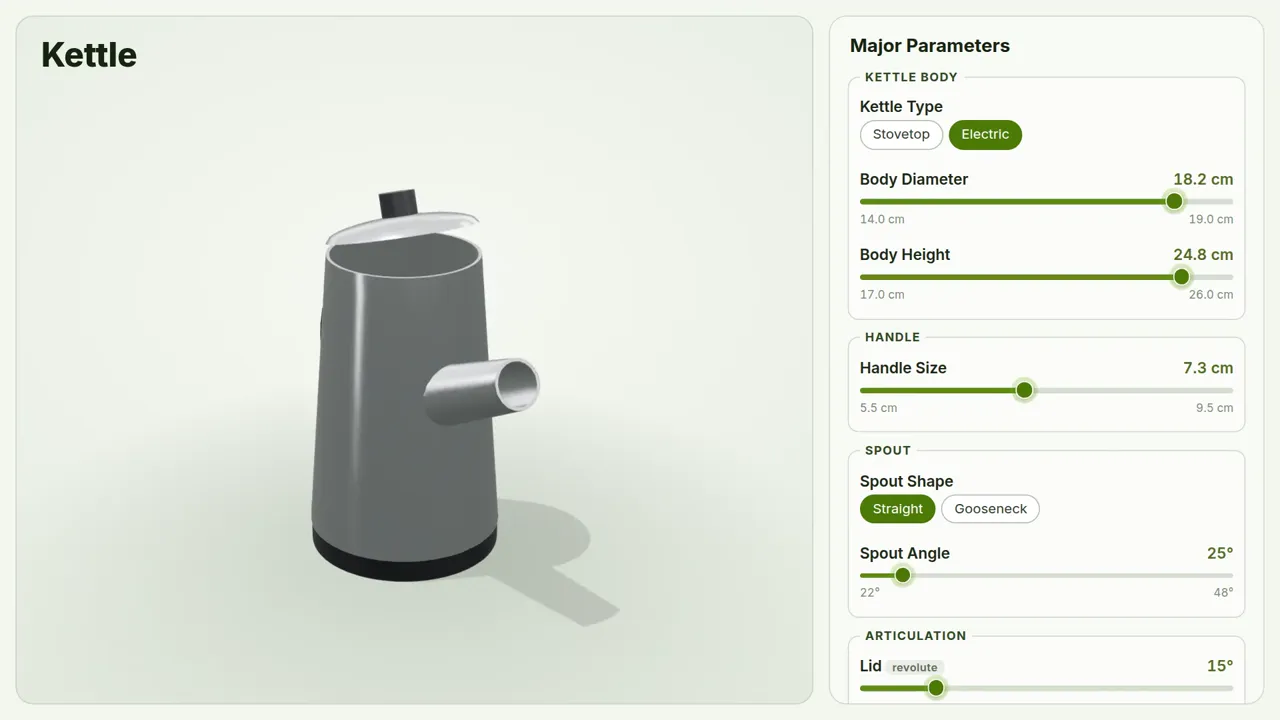 Kettle
Major Parameters
KETTLE BODY
Kettle Type
Stovetop Electric
Body Diameter 18.2 cm
14.0 cm 19.0 cm
Body Height 24.8 cm
17.0 cm 26.0 cm
HANDLE
Handle Size 7.3 cm
5.5 cm 9.5 cm
SPOUT
Spout Shape
Straight Gooseneck
Spout Angle 25°
22° 48°
ARTICULATION
Lid revolute 15°